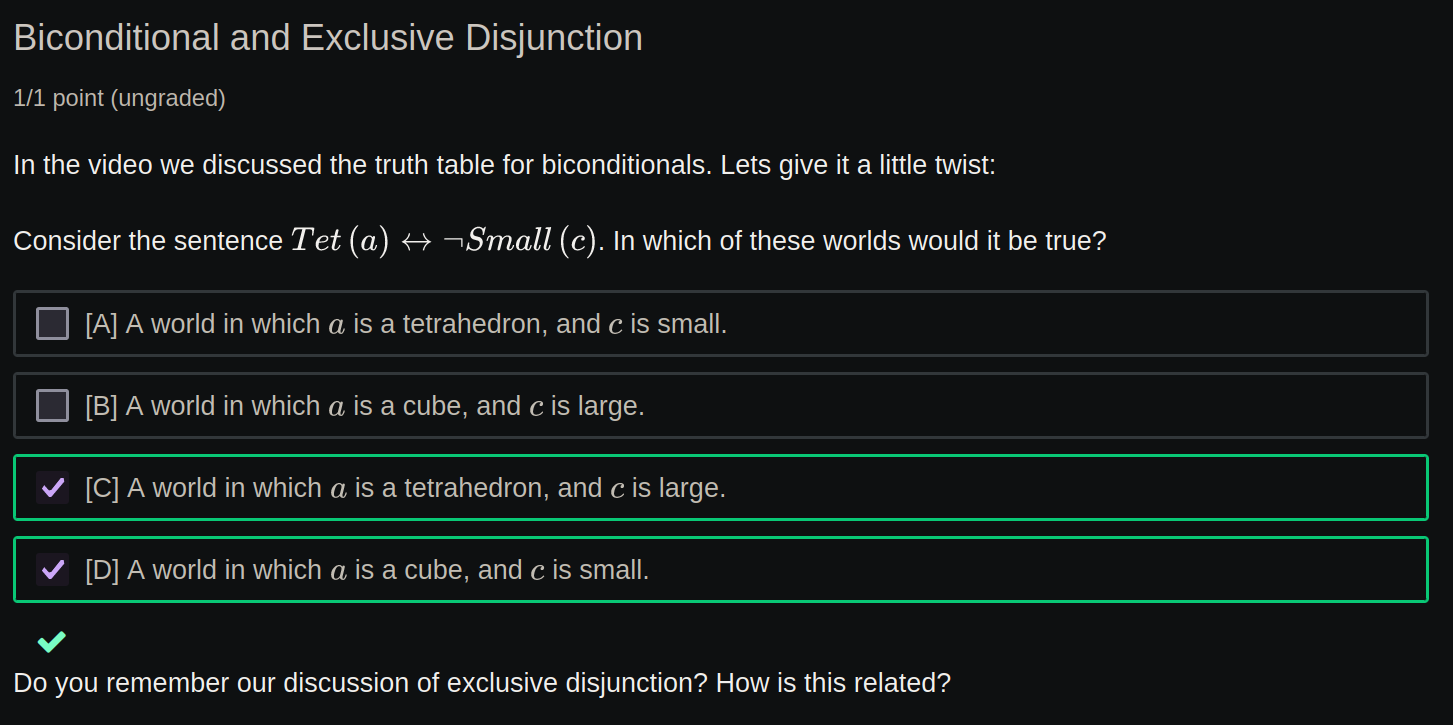 Biconditional and Exclusive Disjunction
1/1 point (ungraded)
In the video we discussed the truth table for biconditionals. Lets give it a little twist:
Consider the sentence Tet (a) ↔ ¬Small (c). In which of these worlds would it be true?
[A] A world in which a is a tetrahedron, and c is small.
[B] A world in which a is a cube, and c is large.
[C] A world in which a is a tetrahedron, and c is large.
[D] A world in which a is a cube, and c is small.
Do you remember our discussion of exclusive disjunction? How is this related?